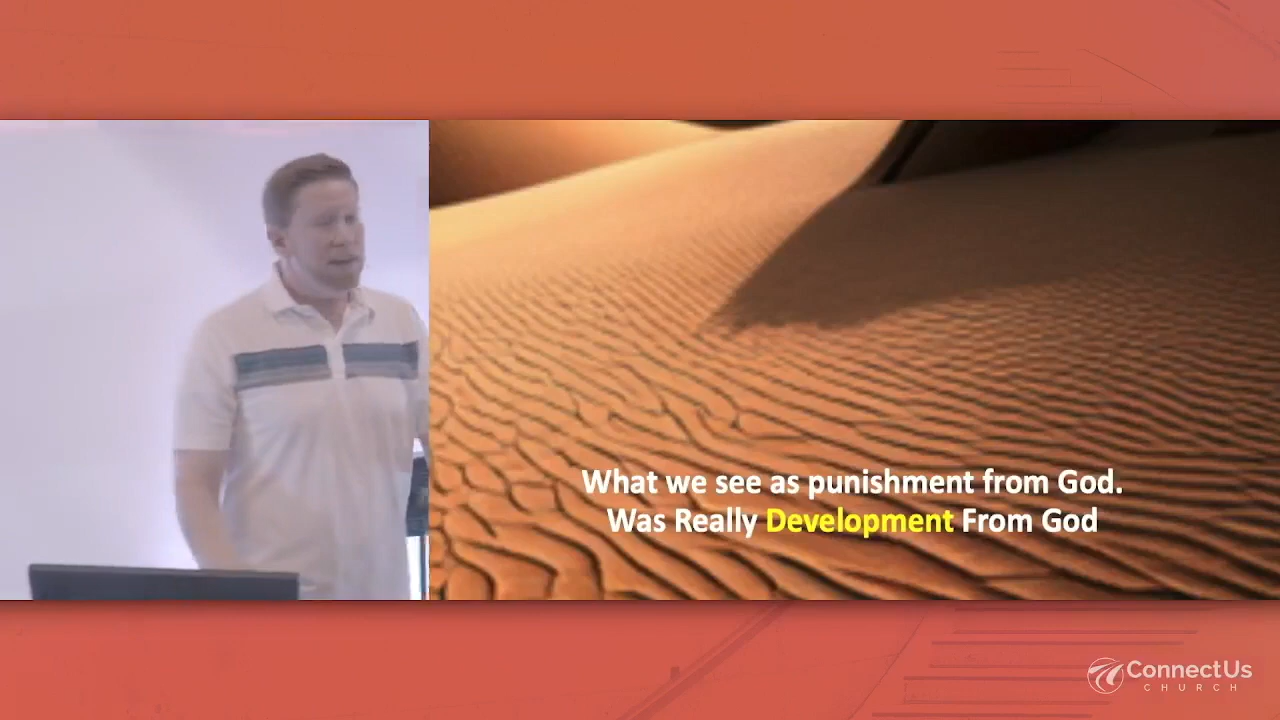 What we see as punishment from God.
Was Really Development From God
ConnectUs
CHURCH